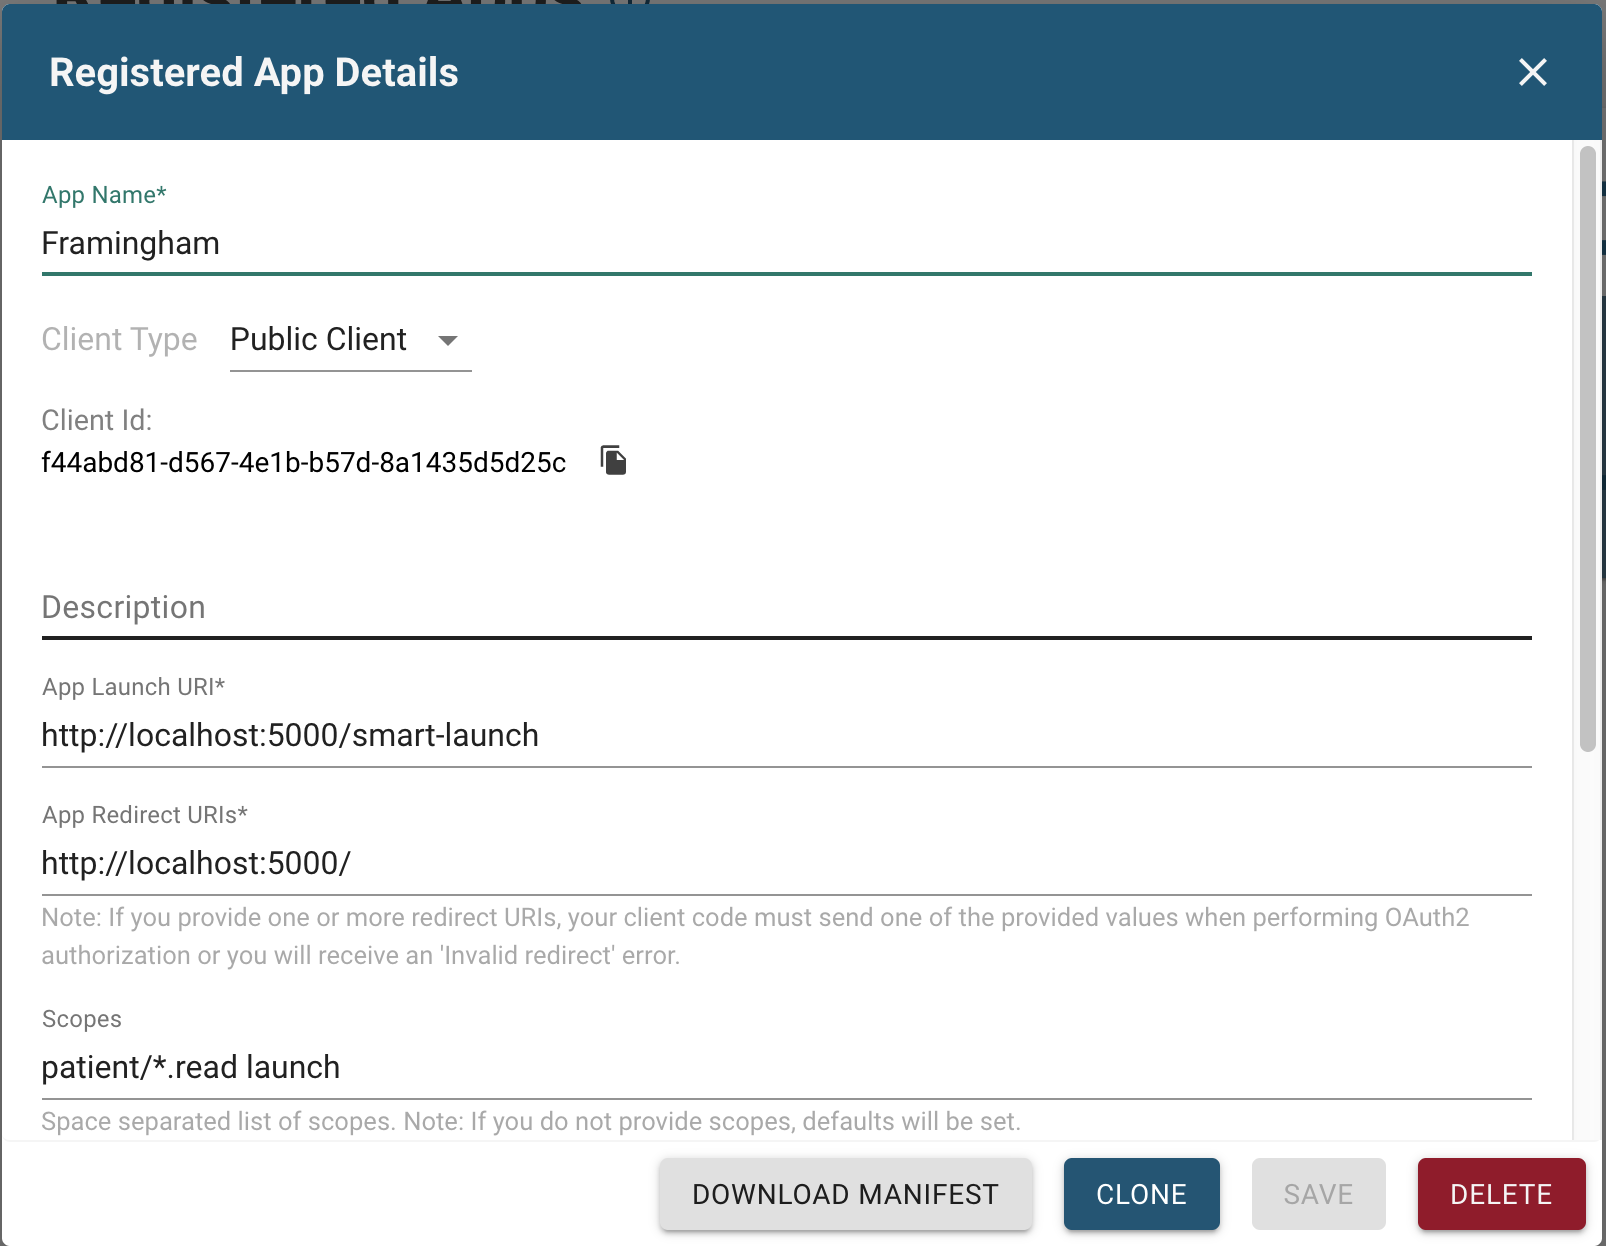 Registered App Details
App Name*
Framingham
Client Type Public Client
Client Id:
f44abd81-d567-4e1b-b57d-8a1435d5d25c
Description
App Launch URI*
http://localhost:5000/smart-launch
App Redirect URIs*
http://localhost:5000/
Note: If you provide one or more redirect URIs, your client code must send one of the provided values when performing OAuth2
authorization or you will receive an 'Invalid redirect' error.
Scopes
patient/*.read launch
Space separated list of scopes. Note: If you do not provide scopes, defaults will be set.
DOWNLOAD MANIFEST CLONE SAVE DELETE